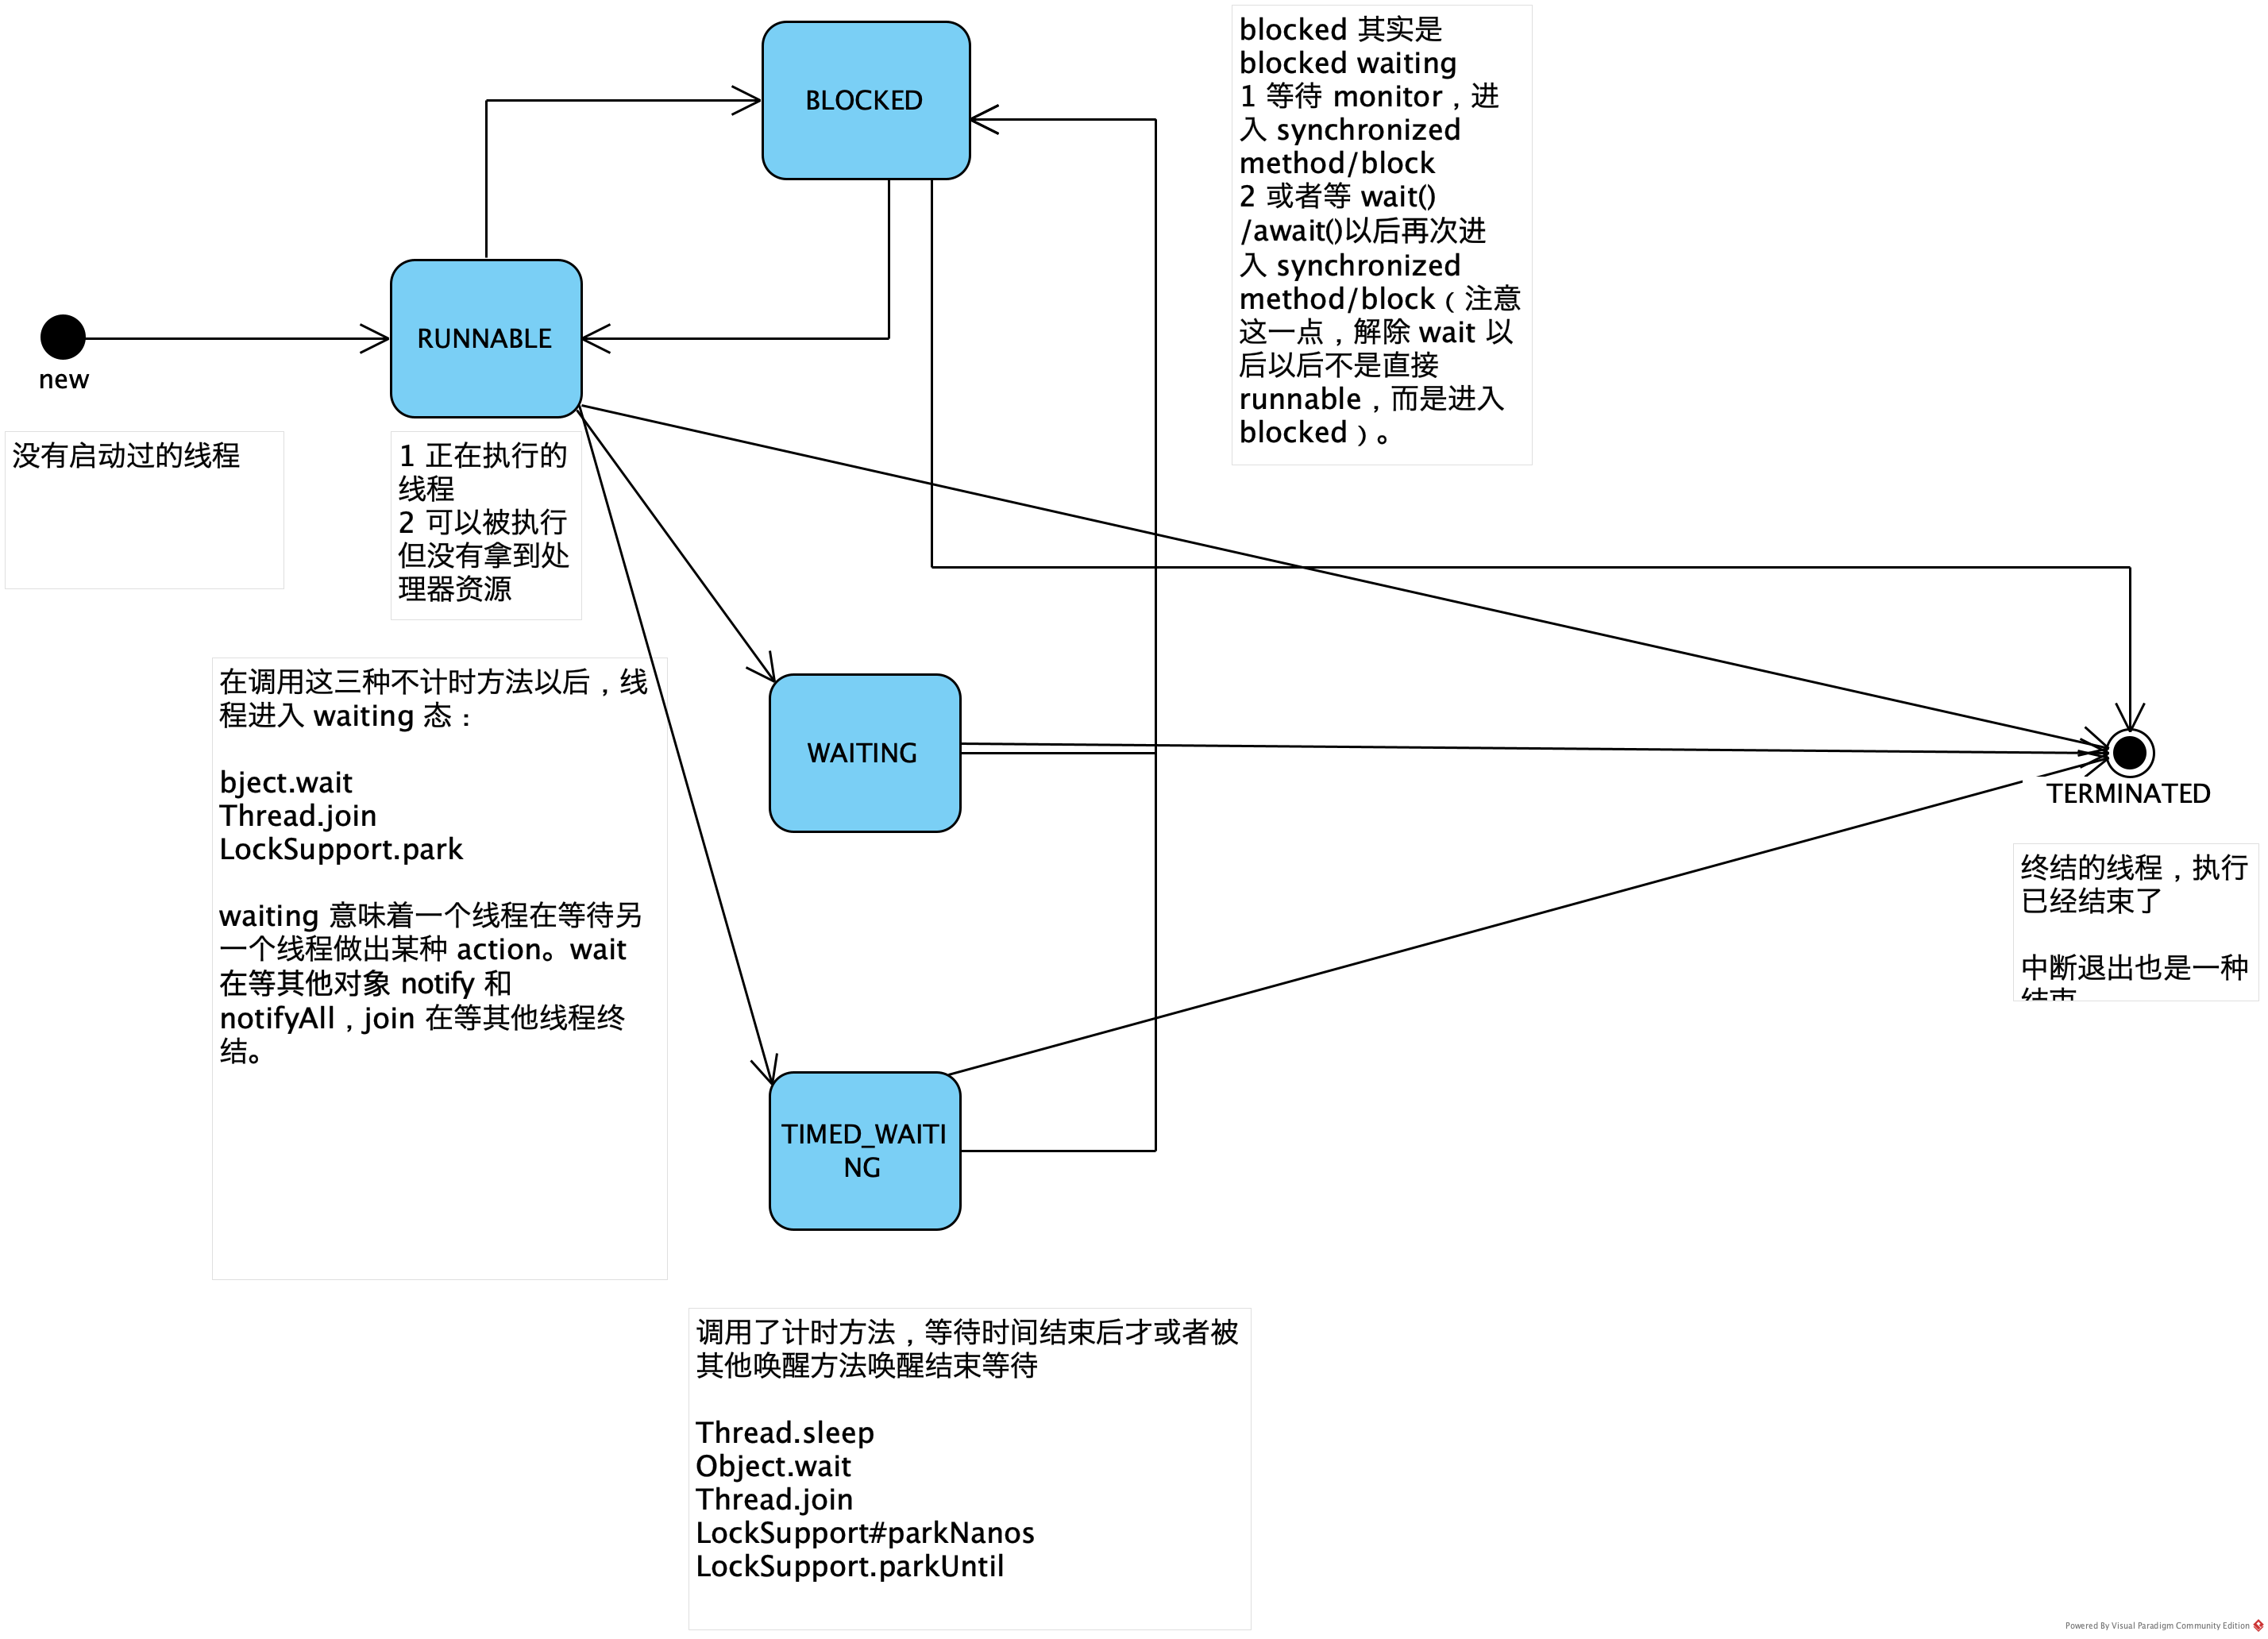 BLOCKED
RUNNABLE
new
没有启动过的线程
1 正在执行的
线程
2 可以被执行
但没有拿到处
理器资源
blocked 其实是
blocked waiting
1 等待 monitor，进
入 synchronized
method/block
2 或者等 wait()
/await()以后再次进
入 synchronized
method/block（注意
这一点，解除 wait 以
后以后不是直接
runnable，而是进入
blocked）。
在调用这三种不计时方法以后，线
程进入 waiting 态：
bject.wait
Thread.join
LockSupport.park
waiting 意味着一个线程在等待另
一个线程做出某种 action。wait
在等其他对象 notify 和
notifyAll，join 在等其他线程终
结。
WAITING
TERMINATED
终结的线程，执行
已经结束了
中断退出也是一种
结束
TIMED_WAITI
NG
调用了计时方法，等待时间结束后才或者被
其他唤醒方法唤醒结束等待
Thread.sleep
Object.wait
Thread.join
LockSupport#parkNanos
LockSupport.parkUntil
Powered By Visual Paradigm Community Edition